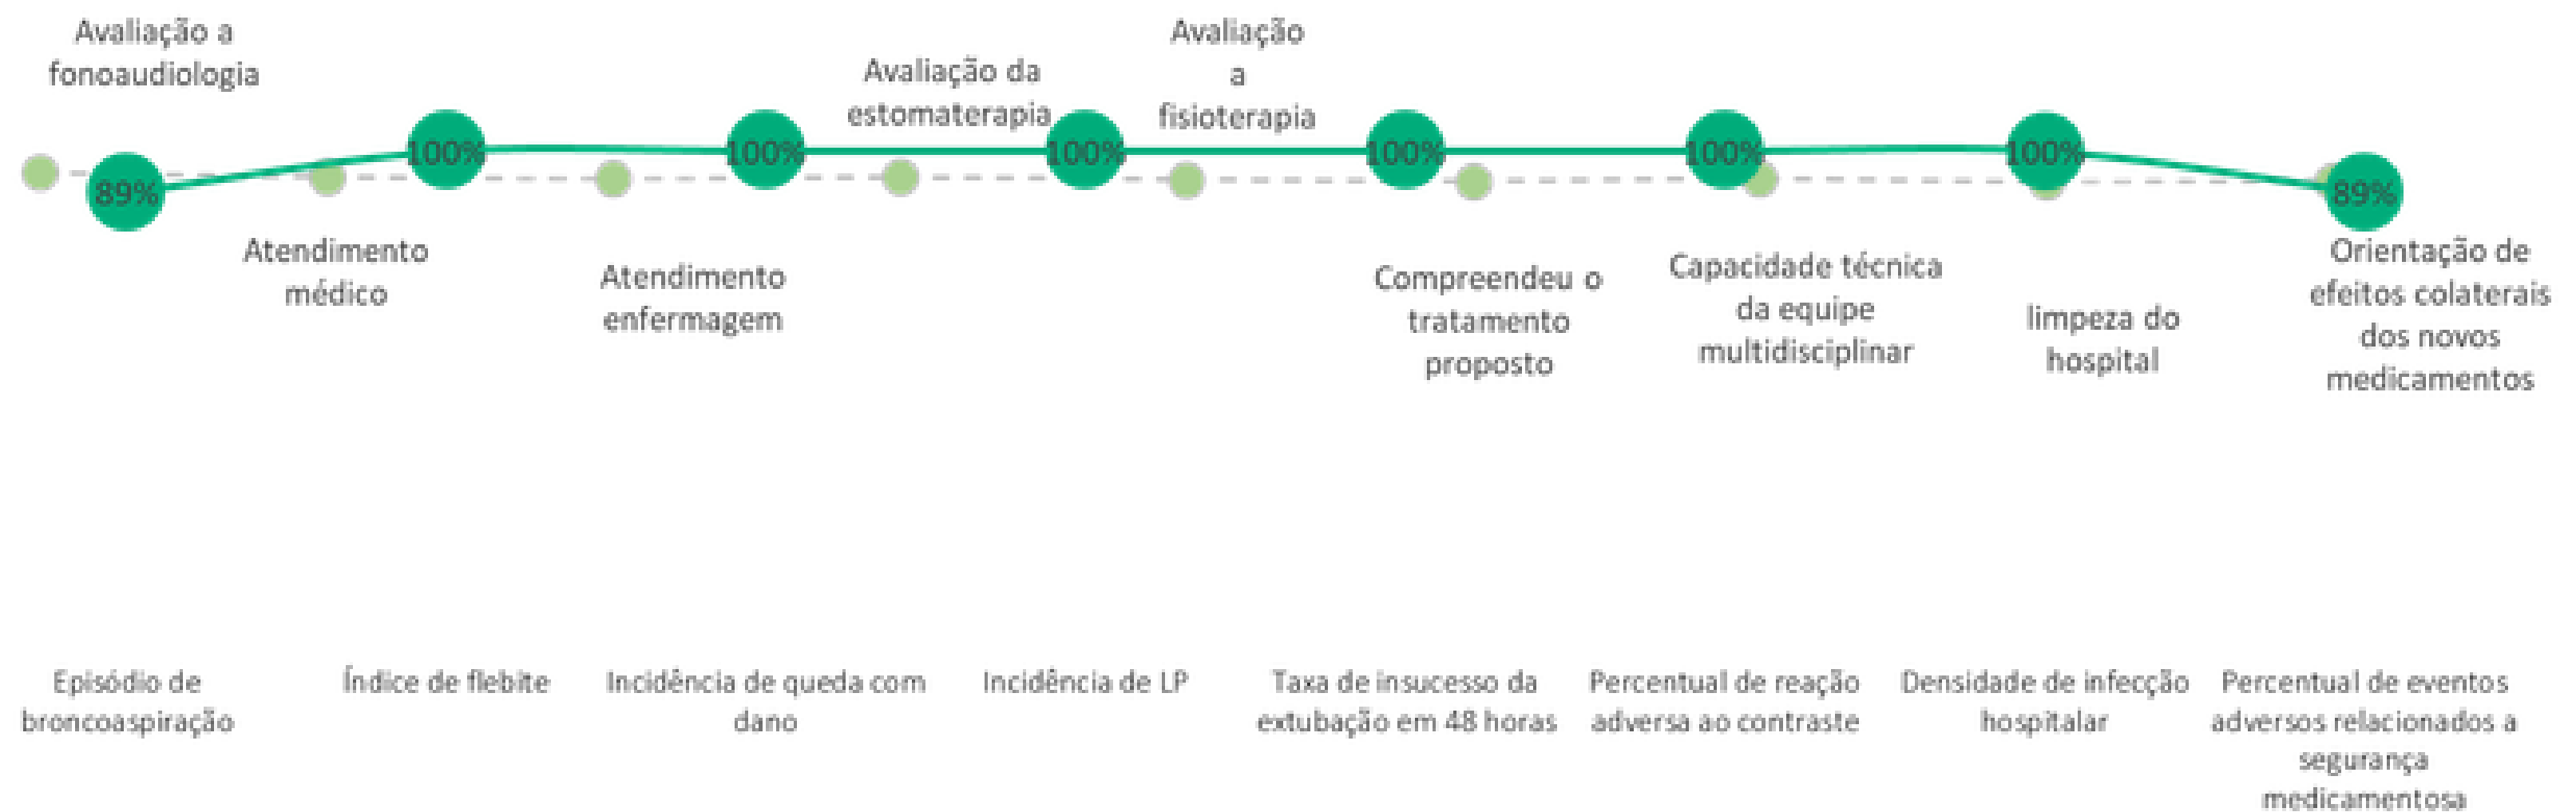 Avaliação a
fonoaudiologia
Avaliação da
estomaterapia
Avaliação
a
fisioterapia
89%
100%
100%
100%
100%
100%
100%
89%
Atendimento
médico
Atendimento
enfermagem
Compreendeu o
tratamento
proposto
Capacidade técnica
da equipe
multidisciplinar
limpeza do
hospital
Orientação de
efeitos colaterais
dos novos
medicamentos
Episódio de
broncoaspiração
Índice de flebite
Incidência de queda com
dano
Incidência de LP
Taxa de insucesso da
extubação em 48 horas
Percentual de reação
adversa ao contraste
Densidade de infecção
hospitalar
Percentual de eventos
adversos relacionados a
segurança
medicamentosa